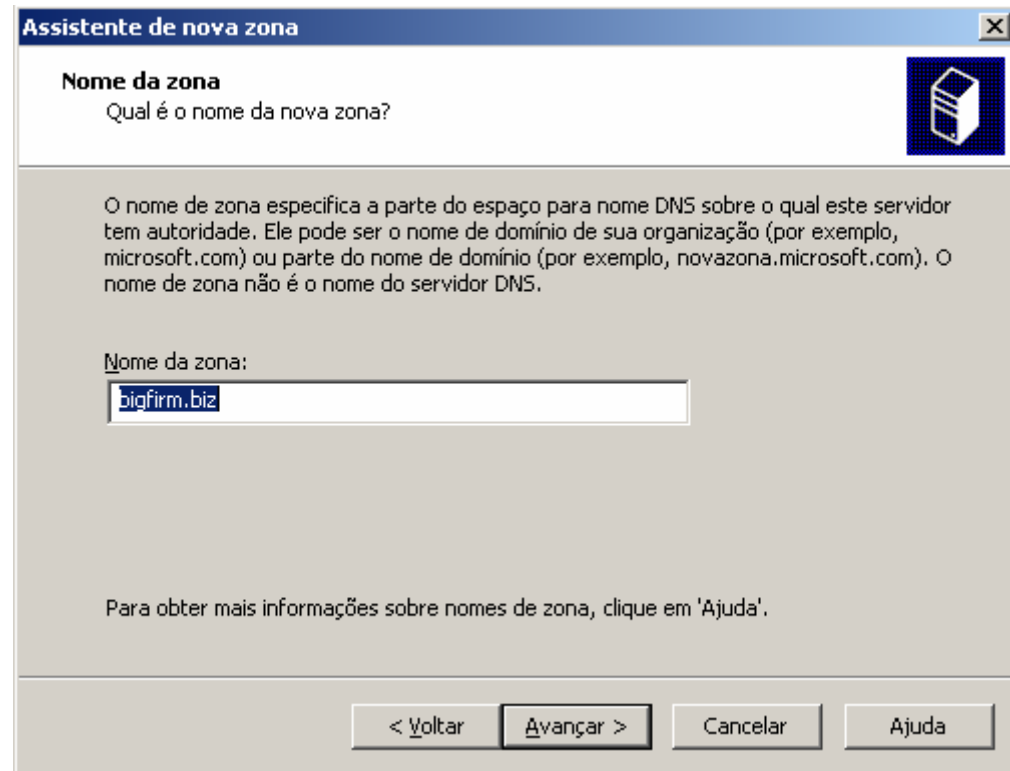 Assistente de nova zona
Nome da zona
Qual é o nome da nova zona?
O nome de zona especifica a parte do espaço para nome DNS sobre o qual este servidor
tem autoridade. Ele pode ser o nome de domínio de sua organização (por exemplo,
microsoft.com) ou parte do nome de domínio (por exemplo, novazona.microsoft.com). O
nome de zona não é o nome do servidor DNS.
Nome da zona:
bigfirm.biz
Para obter mais informações sobre nomes de zona, clique em 'Ajuda'.
< Voltar Avançar > Cancelar Ajuda